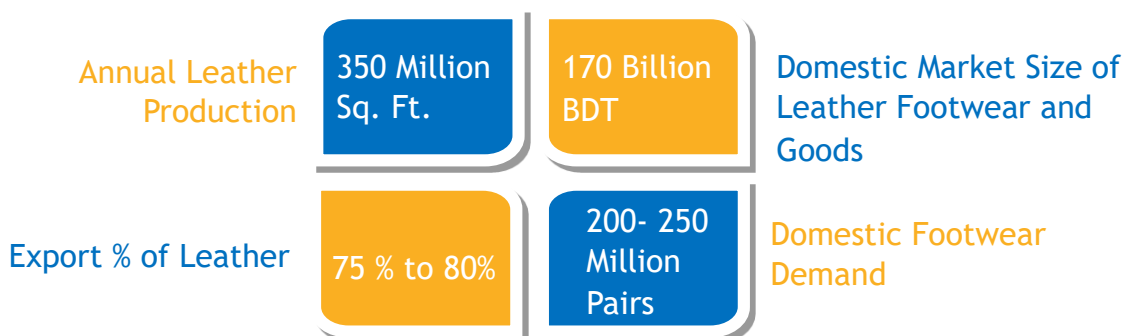 Annual Leather
Production
350 Million
Sq. Ft.
170 Billion
BDT
Domestic Market Size of
Leather Footwear and
Goods
Export % of Leather
75 % to 80%
200- 250
Million
Pairs
Domestic Footwear
Demand